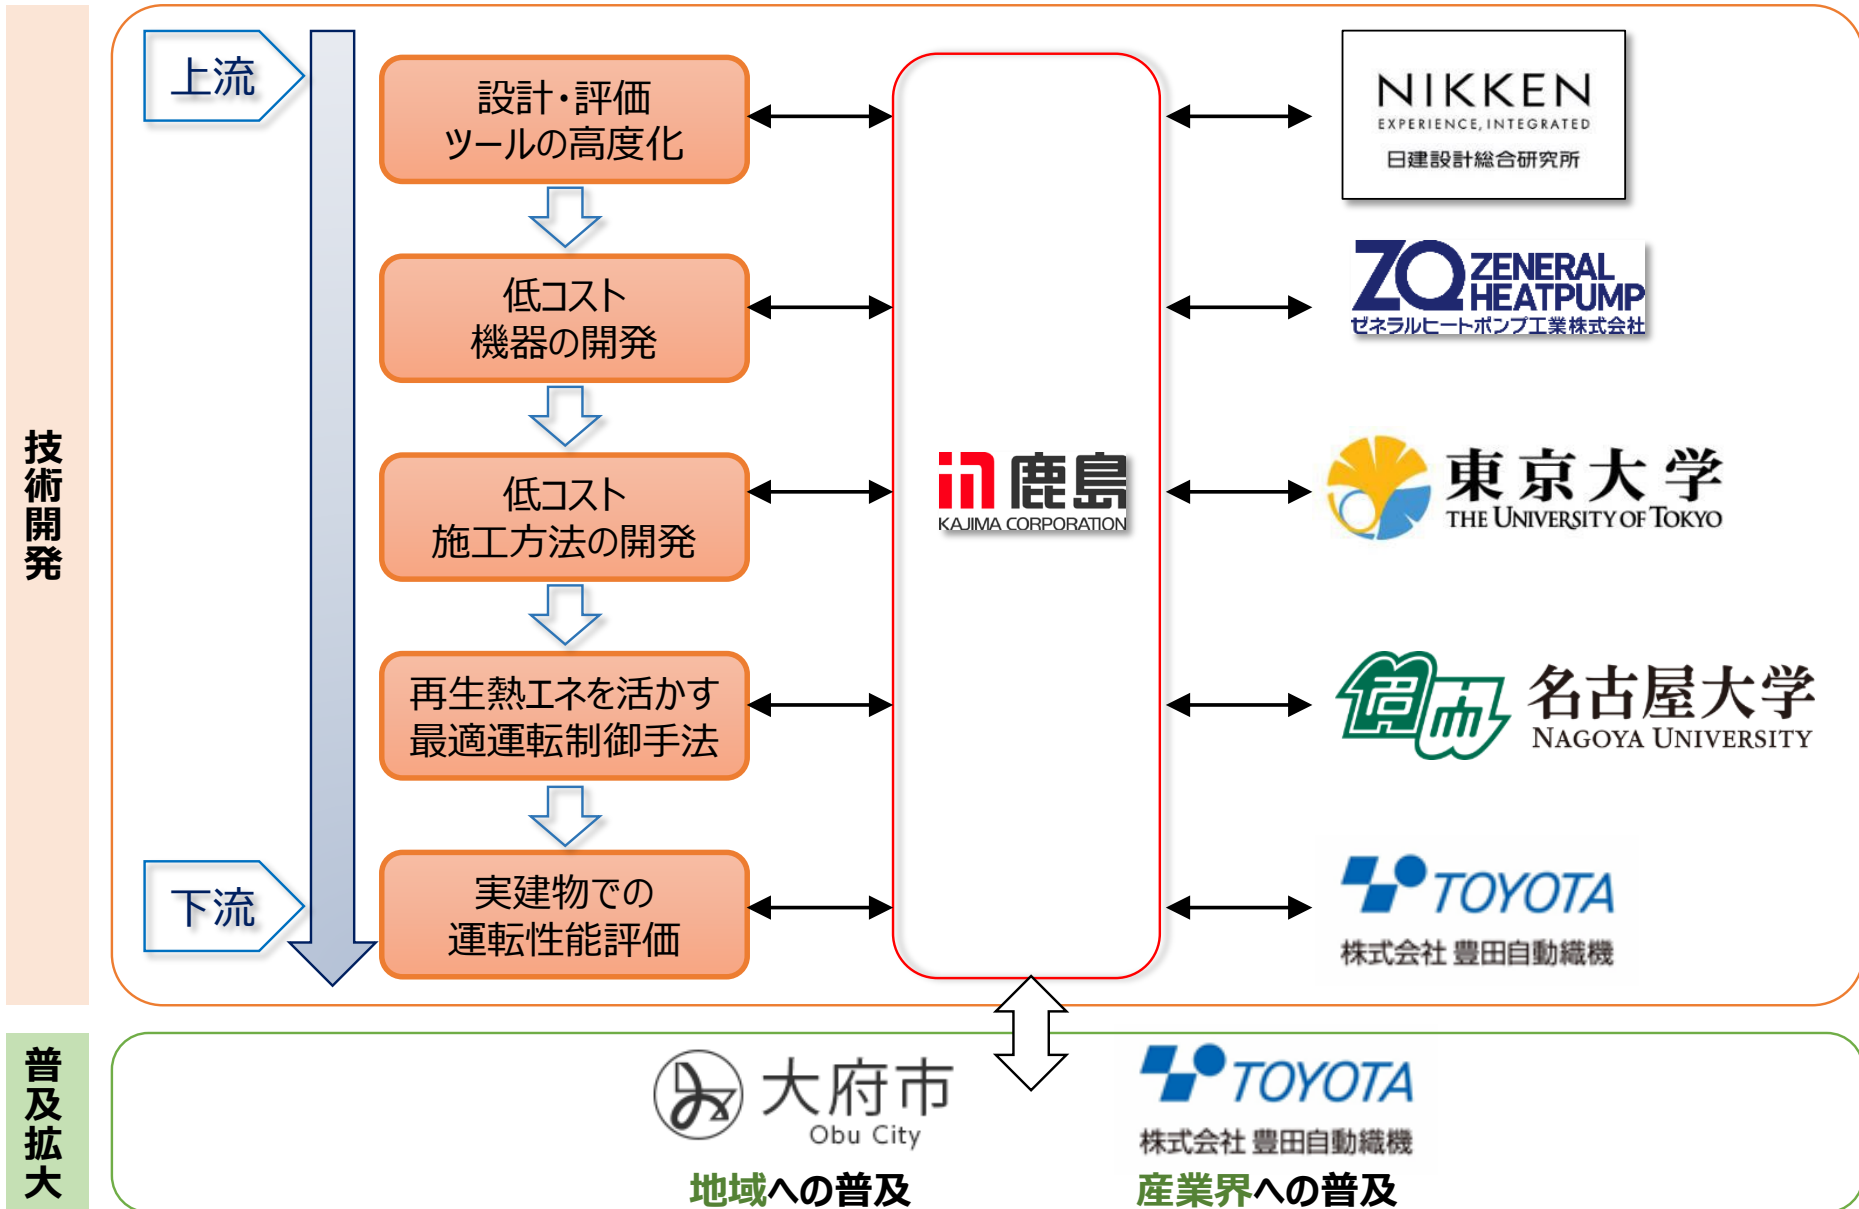 技術開発
上流
設計・評価
ツールの高度化
低コスト
機器の開発
低コスト
施工方法の開発
再生熱エネを活かす
最適運転制御手法
下流
実建物での
運転性能評価
鹿島
KAJIMA CORPORATION
NIKKEN
EXPERIENCE, INTEGRATED
日建設計総合研究所
ZQ ZENERAL
HEATPUMP
ゼネラルヒートポンプ工業株式会社
東京大学
THE UNIVERSITY OF TOKYO
名古屋大学
NAGOYA UNIVERSITY
TOYOTA
株式会社 豊田自動織機
普及拡大
大府市
Obu City
地域への普及
TOYOTA
株式会社 豊田自動織機
産業界への普及